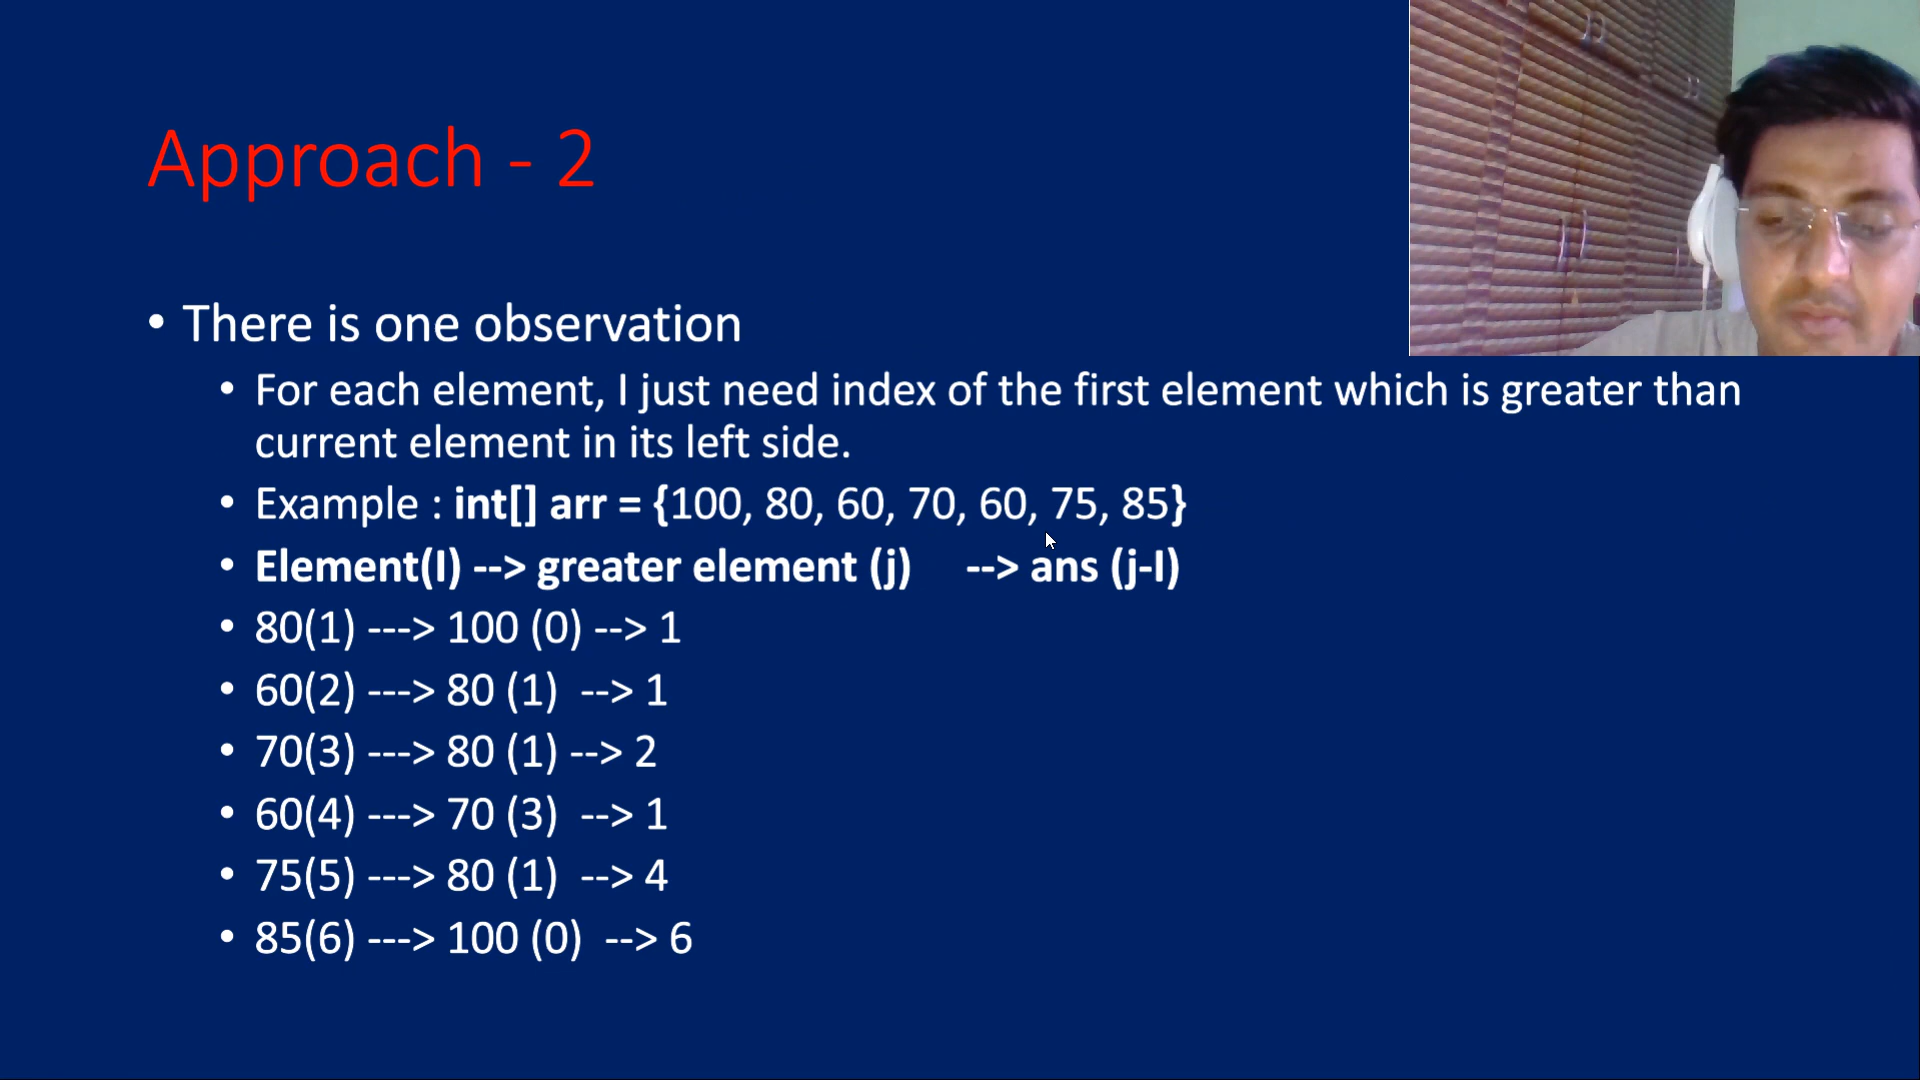 Approach - 2
• There is one observation
• For each element, I just need index of the first element which is greater than
current element in its left side.
• Example : int[] arr = {100, 80, 60, 70, 60, 75, 85}
• Element(I) --> greater element (j) --> ans (j-I)
• 80(1) ---> 100 (0) --> 1
• 60(2) ---> 80 (1) --> 1
• 70(3) ---> 80 (1) --> 2
• 60(4) ---> 70 (3) --> 1
• 75(5) ---> 80 (1) --> 4
• 85(6) ---> 100 (0) --> 6